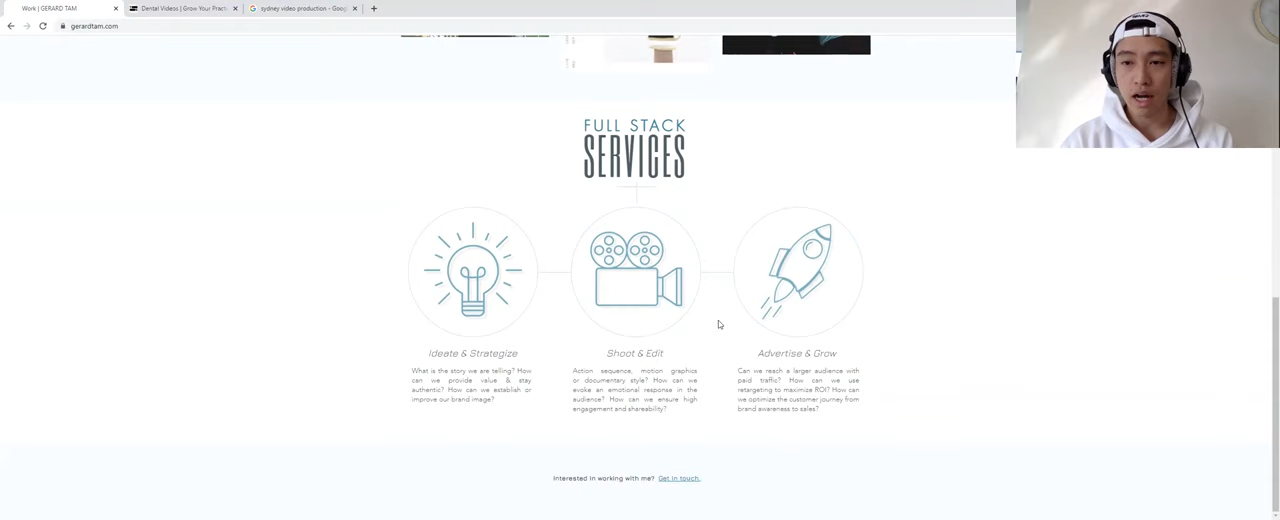 Work | GERARD TAM
Dental Videos | Grow Your Pract
sydney video production - Goog
gerardtam.com
FULL STACK
SERVICES
Ideate & Strategize
What is the story we are telling? How
can we provide value & stay
authentic? How can we establish or
improve our brand image?
Shoot & Edit
Action sequence, motion graphics
or documentary style? How can we
evoke an emotional response in the
audience? How can we ensure high
engagement and shareability?
Advertise & Grow
Can we reach a larger audience with
paid traffic? How can we use
retargeting to maximize ROI? How can
we optimize the customer journey from
brand awareness to sales?
Interested in working with me? Get in touch.